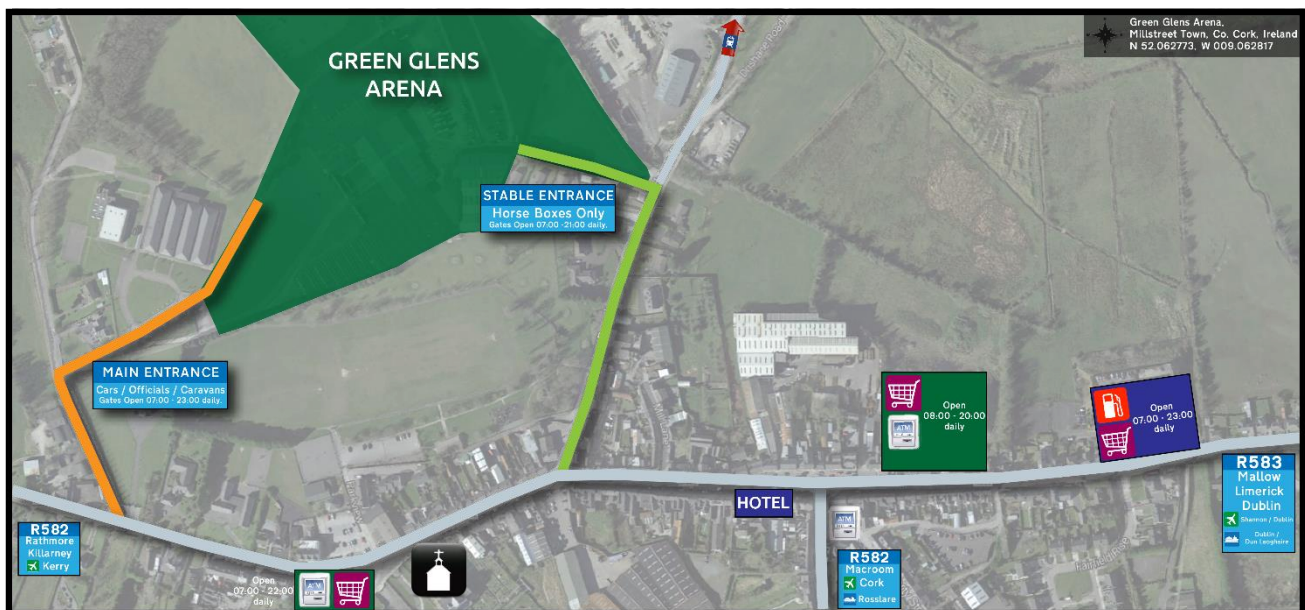 Green Glens Arena,
Millstreet Town, Co. Cork, Ireland
N 52.062773, W 009.062817
GREEN GLENS
ARENA
STABLE ENTRANCE
Horse Boxes Only
Gates Open 07:00 -21:00 daily.
MAIN ENTRANCE
Cars / Officials / Caravans
Gates Open 07:00 - 23:00 daily.
ATM
Open
08:00 - 20:00
daily
Open
07:00 - 23:00
daily
R583
Mallow
Limerick
Dublin
Shannon / Dublin
Dublin /
Dun Laoghaire
HOTEL
ATM
R582
Macroom
Cork
Rosslare
R582
Rathmore
Killarney
Kerry
Open
07:00 - 22:00
daily
ATM